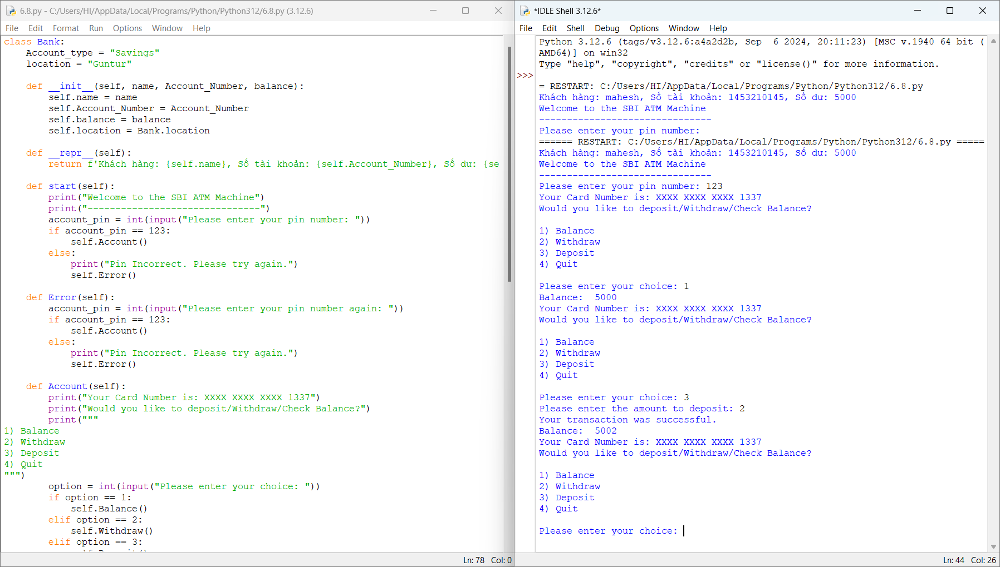 6.8.py - C:/Users/HI/AppData/Local/Programs/Python/Python312/6.8.py (3.12.6)
File Edit Format Run Options Window Help
class Bank:
    Account_type = "Savings"
    location = "Guntur"

    def __init__(self, name, Account_Number, balance):
        self.name = name
        self.Account_Number = Account_Number
        self.balance = balance
        self.location = Bank.location

    def __repr__(self):
        return f'Khách hàng: {self.name}, Số tài khoản: {self.Account_Number}, Số dư: {se

    def start(self):
        print("Welcome to the SBI ATM Machine")
        print("-------------------------------")
        account_pin = int(input("Please enter your pin number: "))
        if account_pin == 123:
            self.Account()
        else:
            print("Pin Incorrect. Please try again.")
            self.Error()

    def Error(self):
        account_pin = int(input("Please enter your pin number again: "))
        if account_pin == 123:
            self.Account()
        else:
            print("Pin Incorrect. Please try again.")
            self.Error()

    def Account(self):
        print("Your Card Number is: XXXX XXXX XXXX 1337")
        print("Would you like to deposit/Withdraw/Check Balance?")
        print("""
1) Balance
2) Withdraw
3) Deposit
4) Quit
""")
        option = int(input("Please enter your choice: "))
        if option == 1:
            self.Balance()
        elif option == 2:
            self.Withdraw()
        elif option == 3:
Ln: 78 Col: 0
*IDLE Shell 3.12.6*
File Edit Shell Debug Options Window Help
Python 3.12.6 (tags/v3.12.6:a4a2d2b, Sep  6 2024, 20:11:23) [MSC v.1940 64 bit (
AMD64)] on win32
Type "help", "copyright", "credits" or "license()" for more information.
>>>
= RESTART: C:/Users/HI/AppData/Local/Programs/Python/Python312/6.8.py
Khách hàng: mahesh, Số tài khoản: 1453210145, Số dư: 5000
Welcome to the SBI ATM Machine
-------------------------------
Please enter your pin number:
====== RESTART: C:/Users/HI/AppData/Local/Programs/Python/Python312/6.8.py =====
Khách hàng: mahesh, Số tài khoản: 1453210145, Số dư: 5000
Welcome to the SBI ATM Machine
-------------------------------
Please enter your pin number: 123
Your Card Number is: XXXX XXXX XXXX 1337
Would you like to deposit/Withdraw/Check Balance?

1) Balance
2) Withdraw
3) Deposit
4) Quit

Please enter your choice: 1
Balance:  5000
Your Card Number is: XXXX XXXX XXXX 1337
Would you like to deposit/Withdraw/Check Balance?

1) Balance
2) Withdraw
3) Deposit
4) Quit

Please enter your choice: 3
Please enter the amount to deposit: 2
Your transaction was successful.
Balance:  5002
Your Card Number is: XXXX XXXX XXXX 1337
Would you like to deposit/Withdraw/Check Balance?

1) Balance
2) Withdraw
3) Deposit
4) Quit

Please enter your choice:
Ln: 44 Col: 26